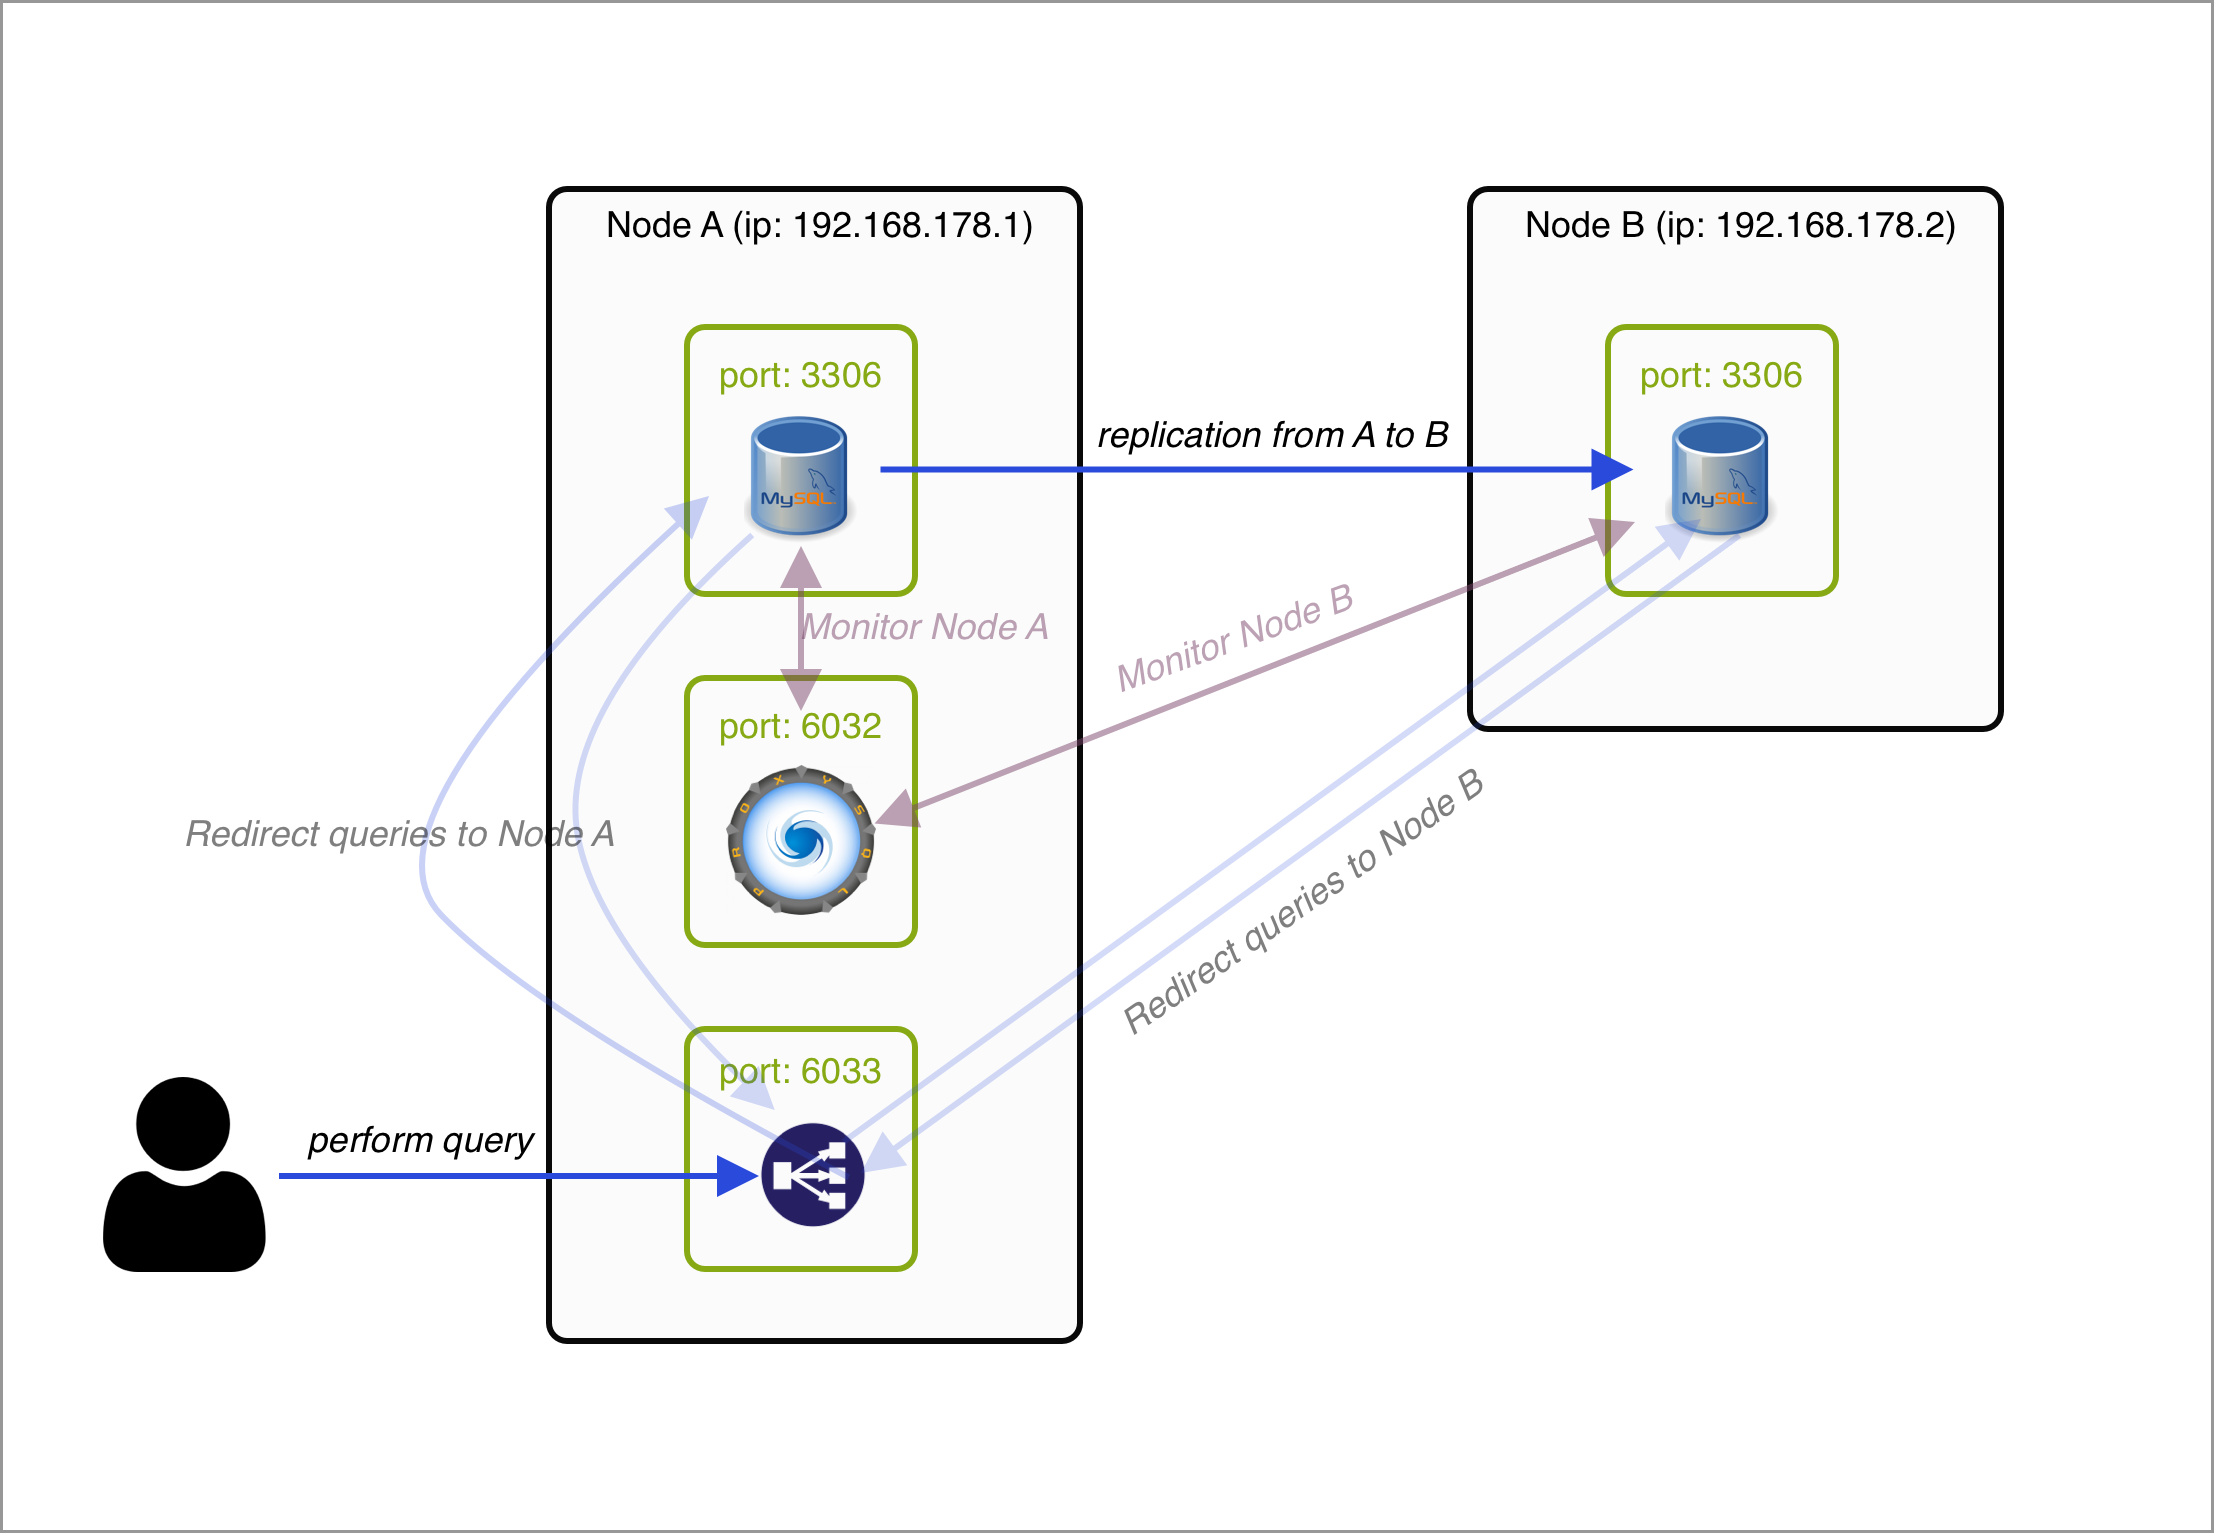 Node A (ip: 192.168.178.1)
Node B (ip: 192.168.178.2)
port: 3306
port: 3306
MySQL
MySQL
replication from A to B
Monitor Node A
Monitor Node B
port: 6032
PROXYSQL
Redirect queries to Node A
Redirect queries to Node B
port: 6033
perform query